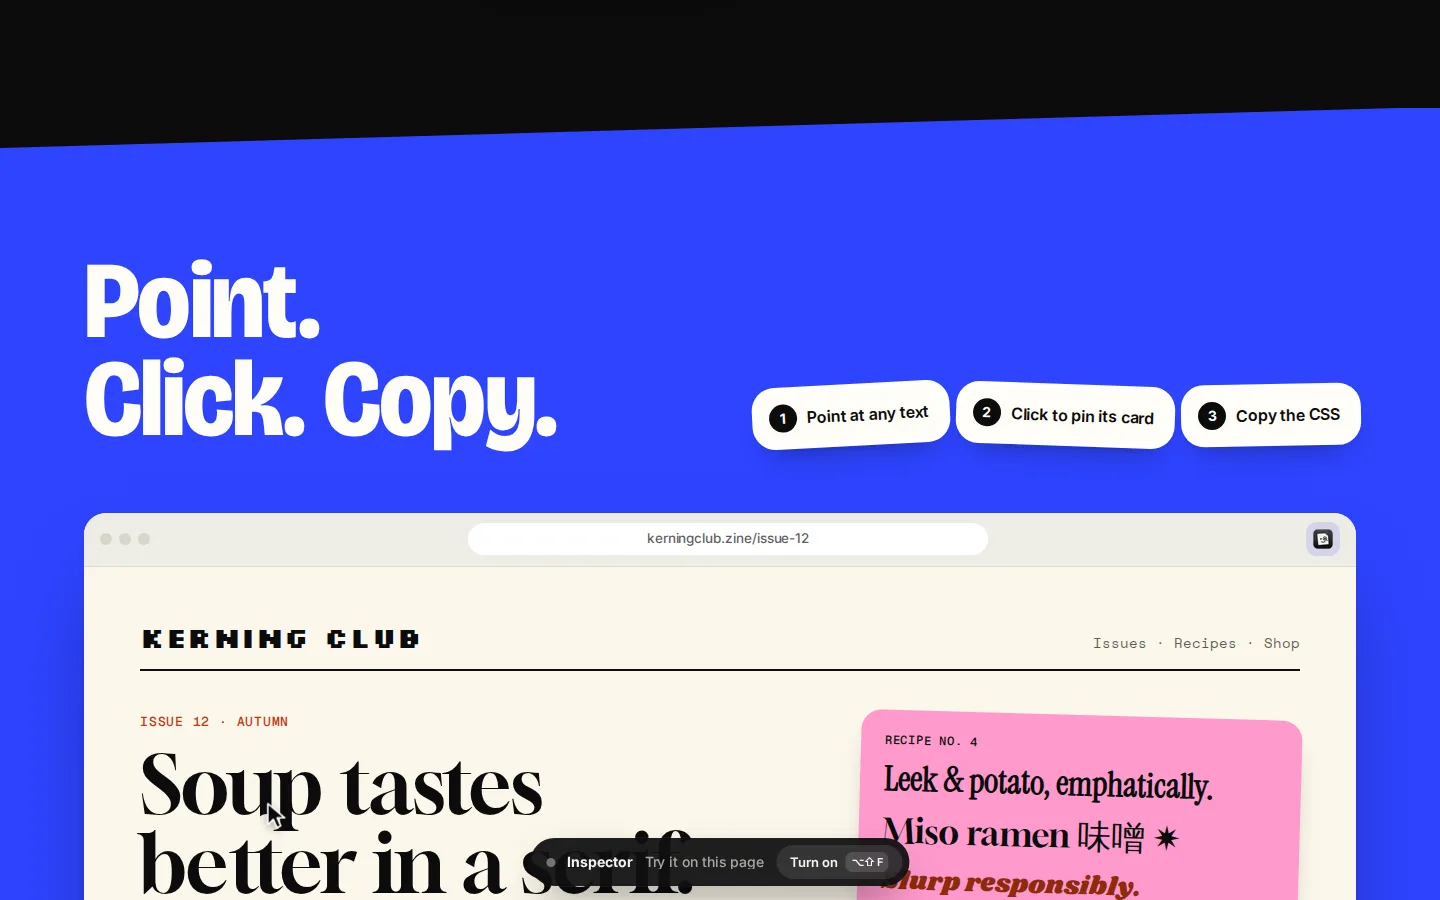 Point.
Click. Copy.
1 Point at any text
2 Click to pin its card
3 Copy the CSS
kerningclub.zine/issue-12
KERNING CLUB
Issues · Recipes · Shop
ISSUE 12 · AUTUMN
Soup tastes
better in a serif.
RECIPE NO. 4
Leek & potato, emphatically.
Miso ramen 味噌 ✷
Slurp responsibly.
Inspector Try it on this page Turn on ⌥⇧F